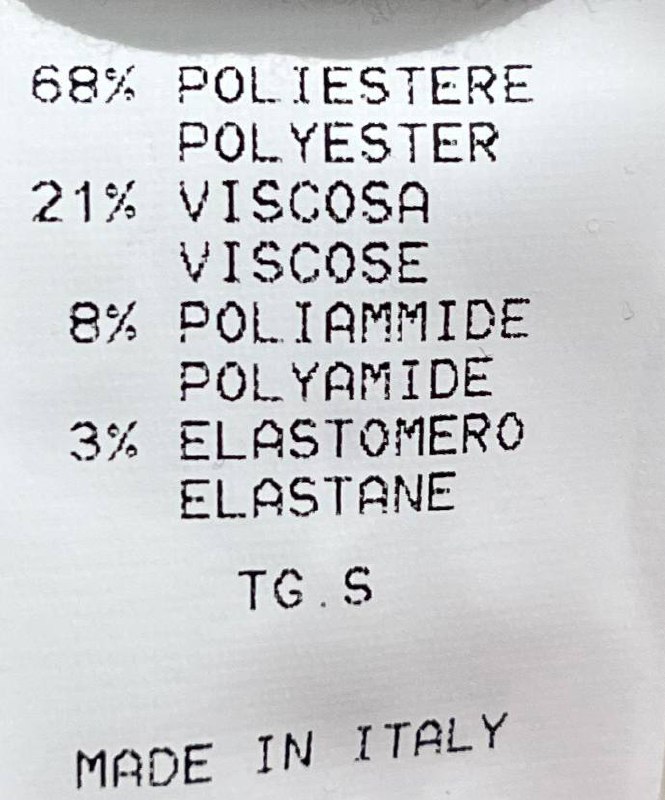 68% POLIESTERE
POLYESTER
21% VISCOSA
VISCOSE
8% POLIAMMIDE
POLYAMIDE
3% ELASTOMERO
ELASTANE
TG.S
MADE IN ITALY